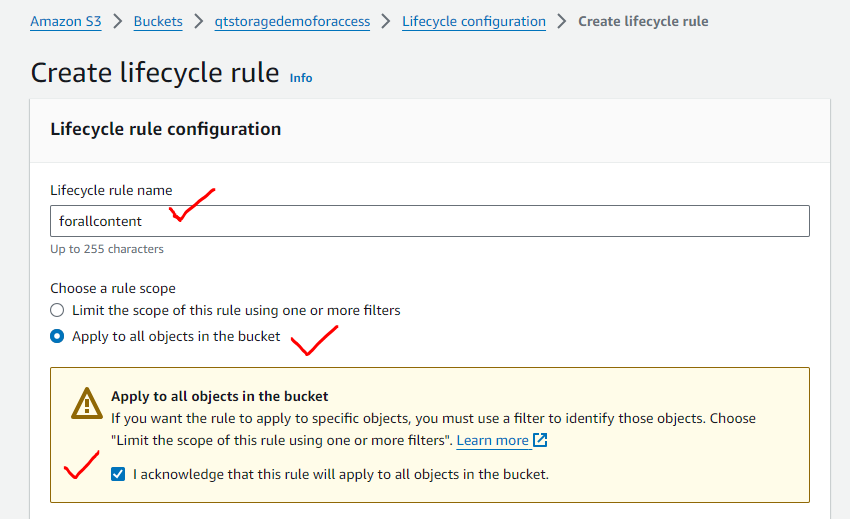 Amazon S3 > Buckets > qtstoragedemoforaccess > Lifecycle configuration > Create lifecycle rule
Create lifecycle rule Info
Lifecycle rule configuration
Lifecycle rule name
forallcontent
Up to 255 characters
Choose a rule scope
Limit the scope of this rule using one or more filters
Apply to all objects in the bucket
Apply to all objects in the bucket
If you want the rule to apply to specific objects, you must use a filter to identify those objects. Choose
"Limit the scope of this rule using one or more filters". Learn more
I acknowledge that this rule will apply to all objects in the bucket.